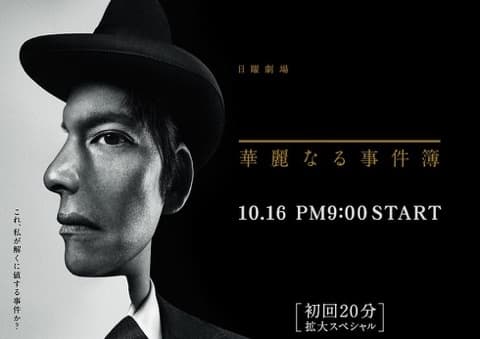 日曜劇場
華麗なる事件簿
10.16 PM9:00 START
初回20分
拡大スペシャル
これ、私が解くに値する事件か?